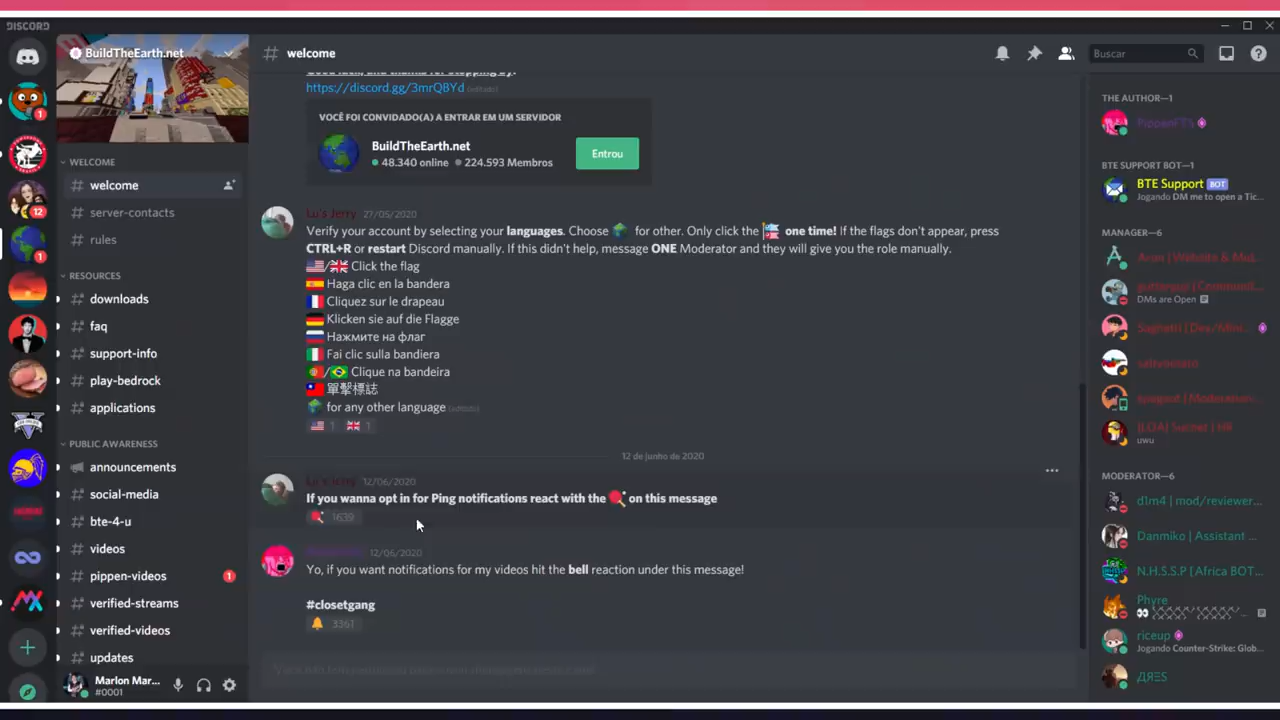 DISCORD
BuildTheEarth.net
# welcome
Buscar
WELCOME
# welcome
# server-contacts
# rules
RESOURCES
# downloads
# faq
# support-info
# play-bedrock
# applications
PUBLIC AWARENESS
announcements
# social-media
# bte-4-u
# videos
# pippen-videos
1
# verified-streams
# verified-videos
# updates
Marlon Mar...
#0001
1
12
1
https://discord.gg/3mrQBYd (editado)
VOCÊ FOI CONVIDADO(A) A ENTRAR EM UM SERVIDOR
BuildTheEarth.net
48.340 online 224.593 Membros
Entrou
Lu's Jerry 27/05/2020
Verify your account by selecting your languages. Choose for other. Only click the one time! If the flags don't appear, press
CTRL+R or restart Discord manually. If this didn't help, message ONE Moderator and they will give you the role manually.
/ Click the flag
Haga clic en la bandera
Cliquez sur le drapeau
Klicken sie auf die Flagge
Нажмите на флаг
Fai clic sulla bandiera
/ Clique na bandeira
單擊標誌
for any other language (editado)
1 1
12 de junho de 2020
Lu's Jerry 12/06/2020
If you wanna opt in for Ping notifications react with the on this message
1639
12/06/2020
Yo, if you want notifications for my videos hit the bell reaction under this message!
#closetgang
3361
THE AUTHOR—1
PippenFTS
BTE SUPPORT BOT—1
BTE Support BOT
Jogando DM me to open a Tic...
MANAGER—6
DMs are Open
uwu
MODERATOR—6
d1m4 | mod/reviewer...
Danmiko | Assistant ...
N.H.S.S.P [Africa BOT...
Phyre
riceup
Jogando Counter-Strike: Glob...
ДЯΞS